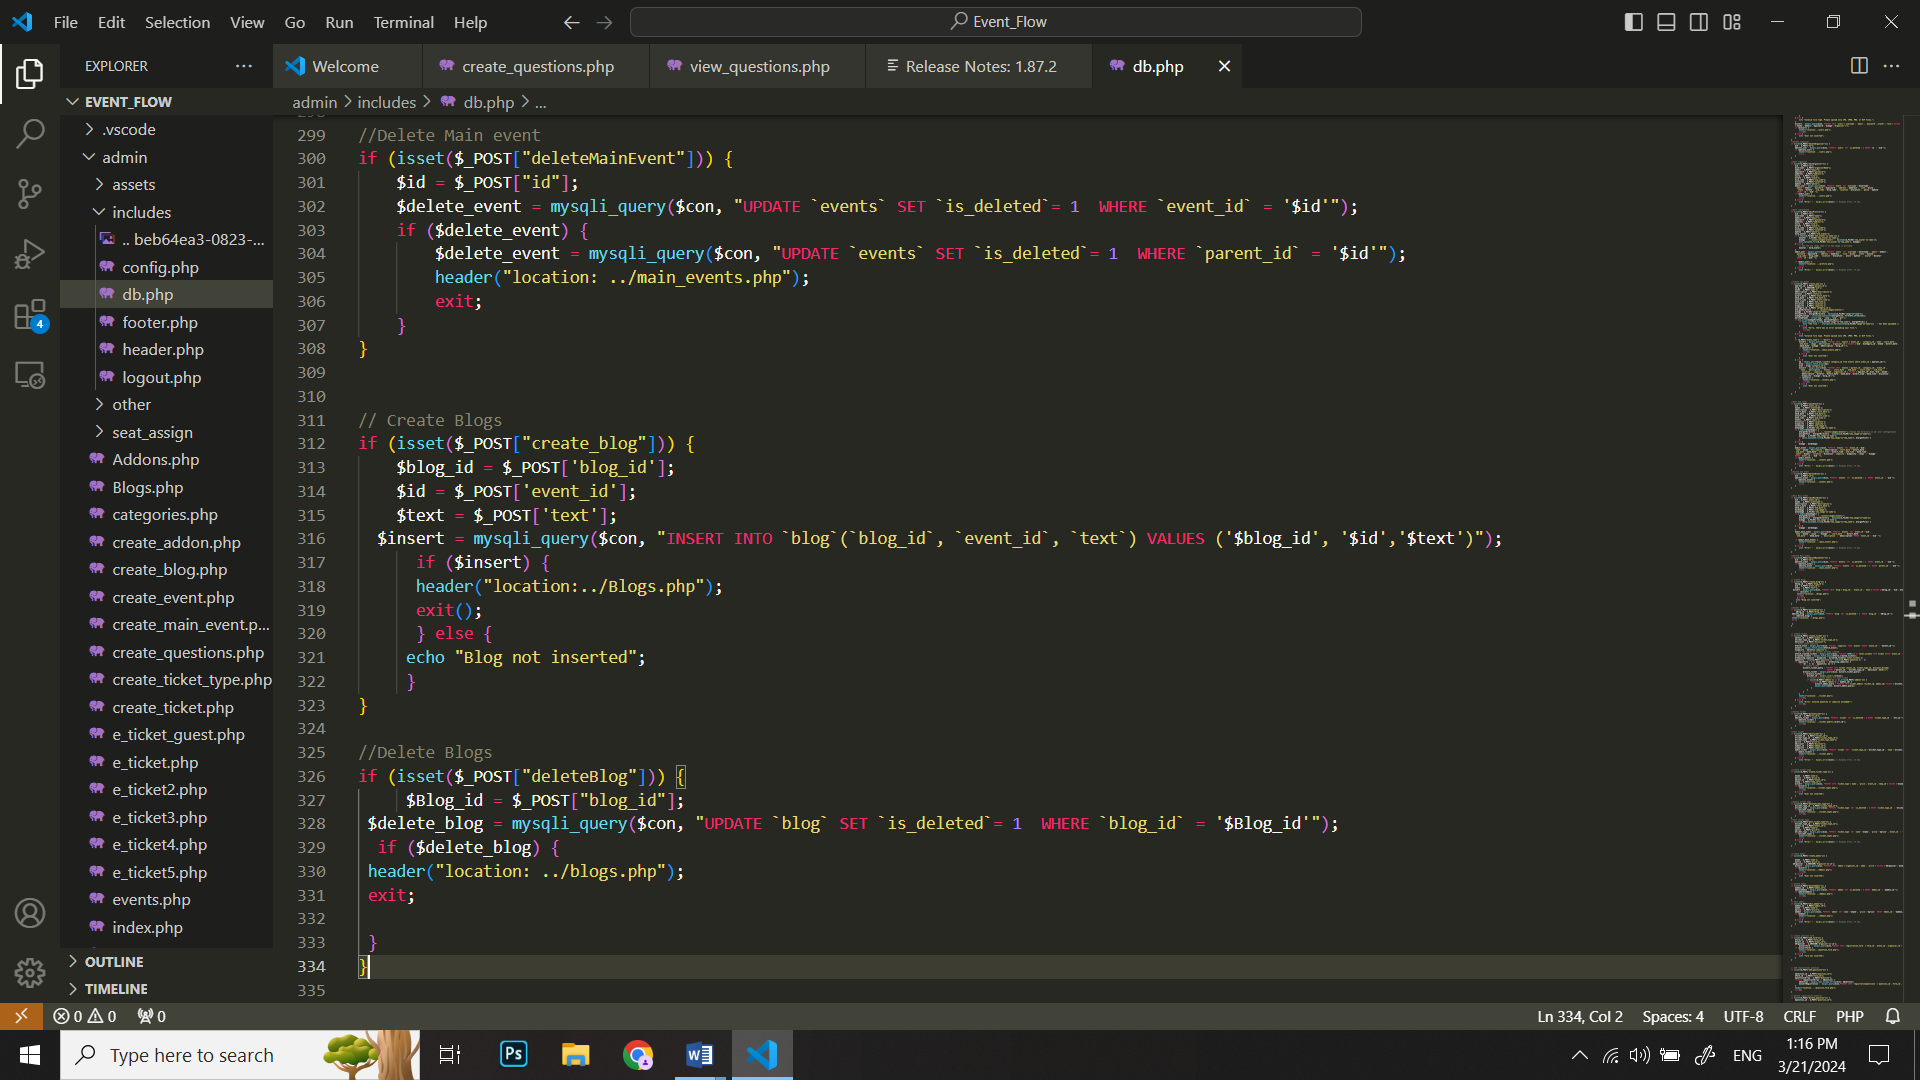 File Edit Selection View Go Run Terminal Help
Event_Flow
EXPLORER
Welcome
create_questions.php
view_questions.php
Release Notes: 1.87.2
db.php
EVENT_FLOW
admin > includes > db.php > ...
.vscode
admin
assets
includes
.. beb64ea3-0823-...
config.php
db.php
footer.php
header.php
logout.php
other
seat_assign
Addons.php
Blogs.php
categories.php
create_addon.php
create_blog.php
create_event.php
create_main_event.p...
create_questions.php
create_ticket_type.php
create_ticket.php
e_ticket_guest.php
e_ticket.php
e_ticket2.php
e_ticket3.php
e_ticket4.php
e_ticket5.php
events.php
index.php
OUTLINE
TIMELINE
4
299 //Delete Main event
300 if (isset($_POST["deleteMainEvent"])) {
301 $id = $_POST["id"];
302 $delete_event = mysqli_query($con, "UPDATE `events` SET `is_deleted`= 1  WHERE `event_id` = '$id'");
303 if ($delete_event) {
304 $delete_event = mysqli_query($con, "UPDATE `events` SET `is_deleted`= 1  WHERE `parent_id` = '$id'");
305 header("location: ../main_events.php");
306 exit;
307 }
308 }
309
310
311 // Create Blogs
312 if (isset($_POST["create_blog"])) {
313 $blog_id = $_POST['blog_id'];
314 $id = $_POST['event_id'];
315 $text = $_POST['text'];
316 $insert = mysqli_query($con, "INSERT INTO `blog`(`blog_id`, `event_id`, `text`) VALUES ('$blog_id', '$id','$text')");
317 if ($insert) {
318 header("location:../Blogs.php");
319 exit();
320 } else {
321 echo "Blog not inserted";
322 }
323 }
324
325 //Delete Blogs
326 if (isset($_POST["deleteBlog"])) {
327 $Blog_id = $_POST["blog_id"];
328 $delete_blog = mysqli_query($con, "UPDATE `blog` SET `is_deleted`= 1  WHERE `blog_id` = '$Blog_id'");
329 if ($delete_blog) {
330 header("location: ../blogs.php");
331 exit;
332
333 }
334 }
335
0 0 0
Ln 334, Col 2 Spaces: 4 UTF-8 CRLF PHP
Type here to search
Ps
W
ENG
1:16 PM
3/21/2024